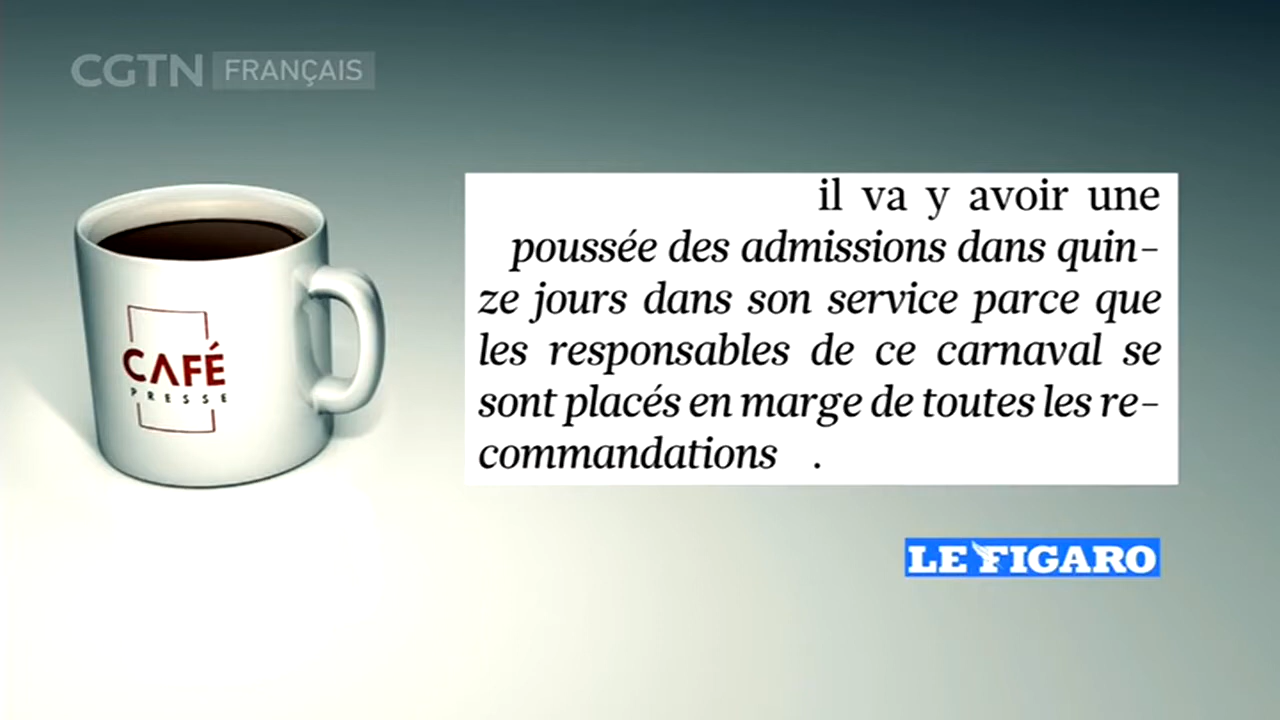 CGTN FRANÇAIS
il va y avoir une
poussée des admissions dans quin-
ze jours dans son service parce que
les responsables de ce carnaval se
sont placés en marge de toutes les re-
commandations .
CAFÉ
PRESSE
LE FIGARO